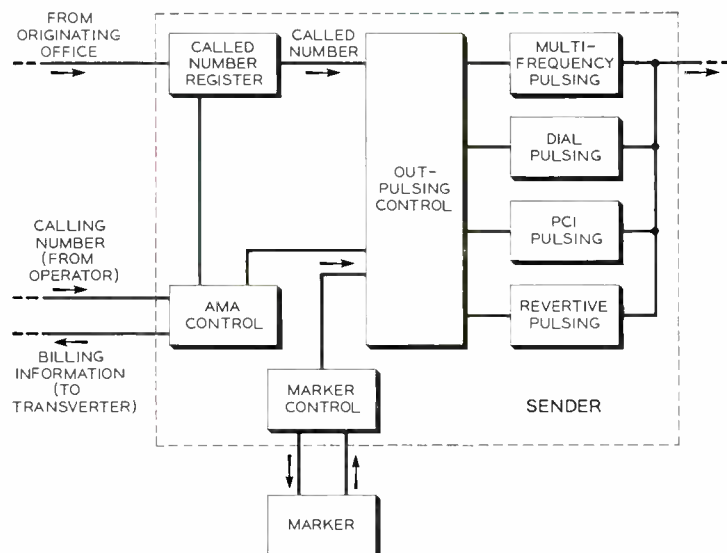 FROM
ORIGINATING
OFFICE
CALLED
NUMBER
REGISTER
CALLED
NUMBER
OUT-
PULSING
CONTROL
MULTI-
FREQUENCY
PULSING
DIAL
PULSING
PCI
PULSING
REVERTIVE
PULSING
CALLING
NUMBER
(FROM
OPERATOR)
AMA
CONTROL
BILLING
INFORMATION
(TO
TRANSVERTER)
MARKER
CONTROL
SENDER
MARKER